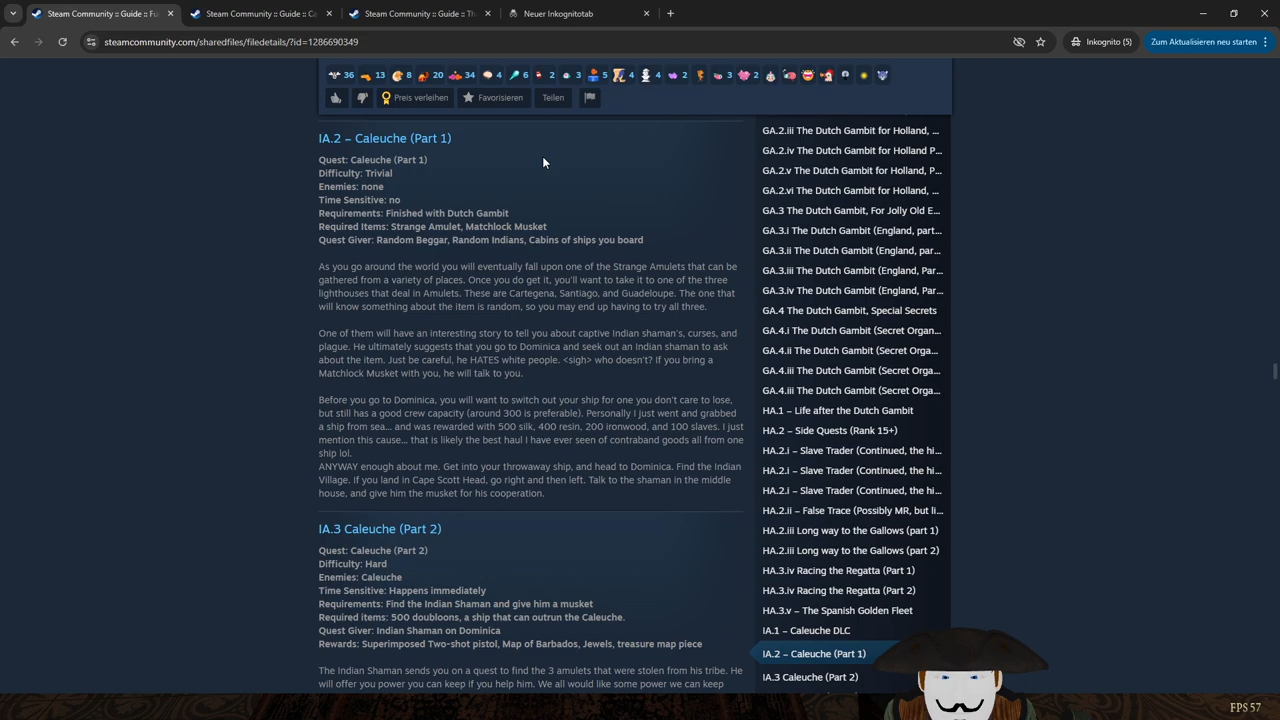 Steam Community :: Guide :: Fu
Steam Community :: Guide :: C
Steam Community :: Guide :: Th
Neuer Inkognitotab
steamcommunity.com/sharedfiles/filedetails/?id=1286690349
Inkognito (5)
Zum Aktualisieren neu starten
36 13 8 20 34 4 6 2 3 5 4 4 2 3 2
Preis verleihen
Favorisieren
Teilen
IA.2 – Caleuche (Part 1)
Quest: Caleuche (Part 1)
Difficulty: Trivial
Enemies: none
Time Sensitive: no
Requirements: Finished with Dutch Gambit
Required Items: Strange Amulet, Matchlock Musket
Quest Giver: Random Beggar, Random Indians, Cabins of ships you board
As you go around the world you will eventually fall upon one of the Strange Amulets that can be
gathered from a variety of places. Once you do get it, you'll want to take it to one of the three
lighthouses that deal in Amulets. These are Cartegena, Santiago, and Guadeloupe. The one that
will know something about the item is random, so you may end up having to try all three.
One of them will have an interesting story to tell you about captive Indian shaman's, curses, and
plague. He ultimately suggests that you go to Dominica and seek out an Indian shaman to ask
about the item. Just be careful, he HATES white people. <sigh> who doesn't? If you bring a
Matchlock Musket with you, he will talk to you.
Before you go to Dominica, you will want to switch out your ship for one you don't care to lose,
but still has a good crew capacity (around 300 is preferable). Personally I just went and grabbed
a ship from sea... and was rewarded with 500 silk, 400 resin, 200 ironwood, and 100 slaves. I just
mention this cause... that is likely the best haul I have ever seen of contraband goods all from one
ship lol.
ANYWAY enough about me. Get into your throwaway ship, and head to Dominica. Find the Indian
Village. if you land in Cape Scott Head, go right and then left. Talk to the shaman in the middle
house, and give him the musket for his cooperation.
IA.3 Caleuche (Part 2)
Quest: Caleuche (Part 2)
Difficulty: Hard
Enemies: Caleuche
Time Sensitive: Happens immediately
Requirements: Find the Indian Shaman and give him a musket
Required items: 500 doubloons, a ship that can outrun the Caleuche.
Quest Giver: Indian Shaman on Dominica
Rewards: Superimposed Two-shot pistol, Map of Barbados, Jewels, treasure map piece
The Indian Shaman sends you on a quest to find the 3 amulets that were stolen from his tribe. He
will offer you power you can keep if you help him. We all would like some power we can keep
GA.2.iii The Dutch Gambit for Holland, ...
GA.2.iv The Dutch Gambit for Holland P...
GA.2.v The Dutch Gambit for Holland, P...
GA.2.vi The Dutch Gambit for Holland, ...
GA.3 The Dutch Gambit, For Jolly Old E...
GA.3.i The Dutch Gambit (England, part...
GA.3.ii The Dutch Gambit (England, par...
GA.3.iii The Dutch Gambit (England, Par...
GA.3.iv The Dutch Gambit (England, Par...
GA.4 The Dutch Gambit, Special Secrets
GA.4.i The Dutch Gambit (Secret Organ...
GA.4.ii The Dutch Gambit (Secret Orga...
GA.4.iii The Dutch Gambit (Secret Orga...
GA.4.iii The Dutch Gambit (Secret Orga...
HA.1 – Life after the Dutch Gambit
HA.2 – Side Quests (Rank 15+)
HA.2.i – Slave Trader (Continued, the hi...
HA.2.i – Slave Trader (Continued, the hi...
HA.2.i – Slave Trader (Continued, the hi...
HA.2.ii – False Trace (Possibly MR, but li...
HA.2.iii Long way to the Gallows (part 1)
HA.2.iii Long way to the Gallows (part 2)
HA.3.iv Racing the Regatta (Part 1)
HA.3.iv Racing the Regatta (Part 2)
HA.3.v – The Spanish Golden Fleet
IA.1 – Caleuche DLC
IA.2 – Caleuche (Part 1)
IA.3 Caleuche (Part 2)
FPS 57